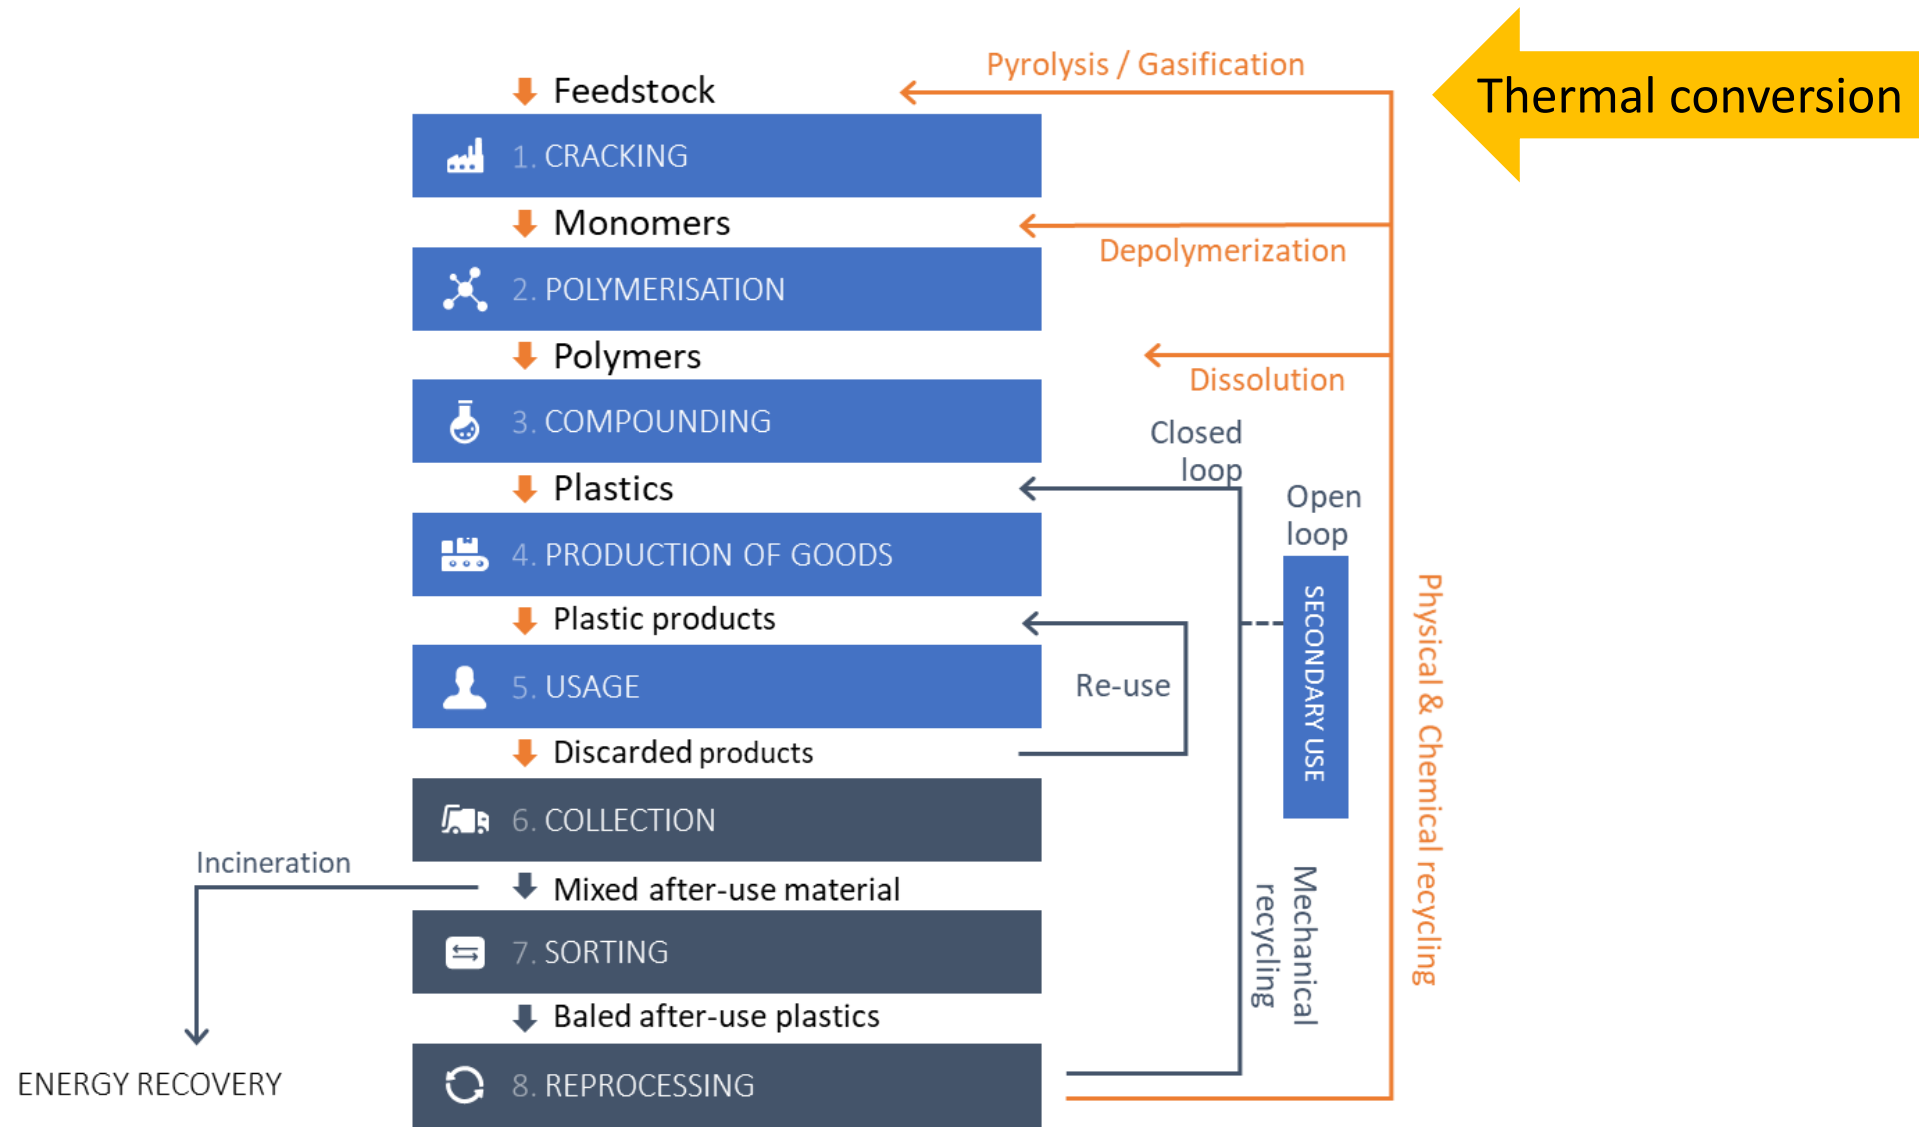 Pyrolysis / Gasification
Thermal conversion
Feedstock
1. CRACKING
Monomers
Depolymerization
2. POLYMERISATION
Polymers
Dissolution
3. COMPOUNDING
Closed
loop
Plastics
Open
loop
4. PRODUCTION OF GOODS
Plastic products
SECONDARY USE
Physical & Chemical recycling
5. USAGE
Re-use
Discarded products
6. COLLECTION
Incineration
Mixed after-use material
Mechanical
recycling
7. SORTING
Baled after-use plastics
ENERGY RECOVERY
8. REPROCESSING